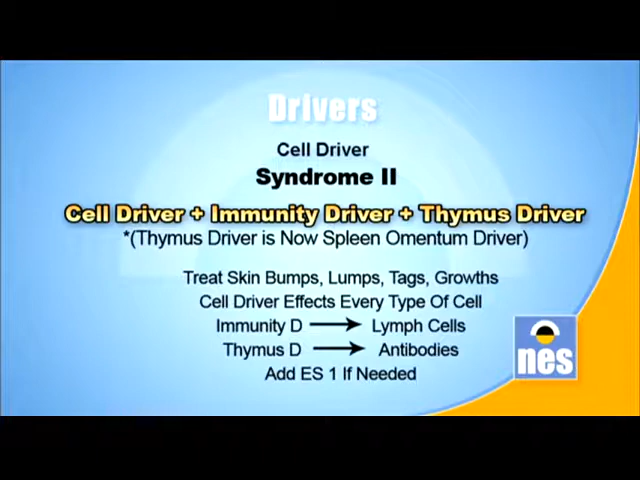 Drivers
Cell Driver
Syndrome II
Cell Driver + Immunity Driver + Thymus Driver
*(Thymus Driver is Now Spleen Omentum Driver)
Treat Skin Bumps, Lumps, Tags, Growths
Cell Driver Effects Every Type Of Cell
Immunity D → Lymph Cells
Thymus D → Antibodies
Add ES 1 If Needed
nes